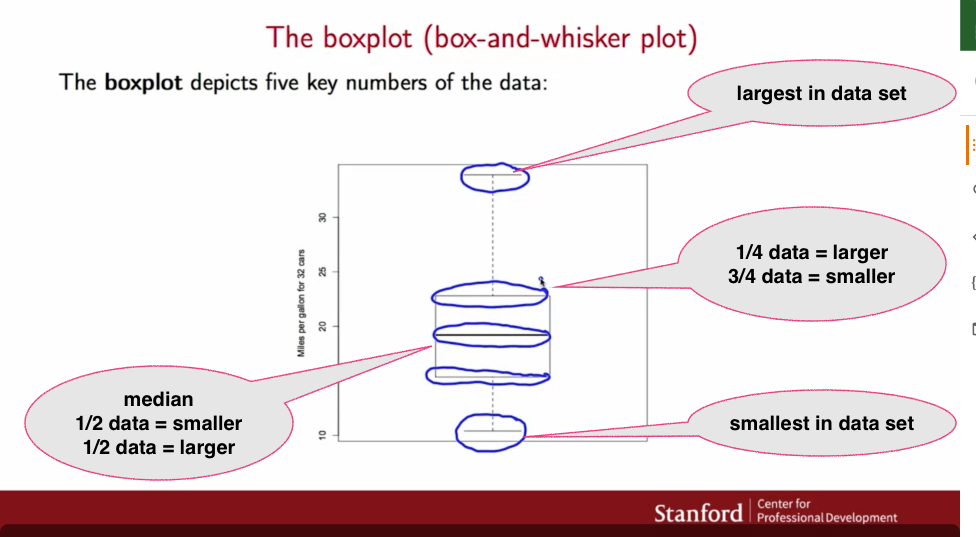 The boxplot (box-and-whisker plot)
The boxplot depicts five key numbers of the data:
largest in data set
1/4 data = larger
3/4 data = smaller
Miles per gallon for 32 cars
30
25
20
10
median
1/2 data = smaller
1/2 data = larger
smallest in data set
Stanford
Center for
Professional Development